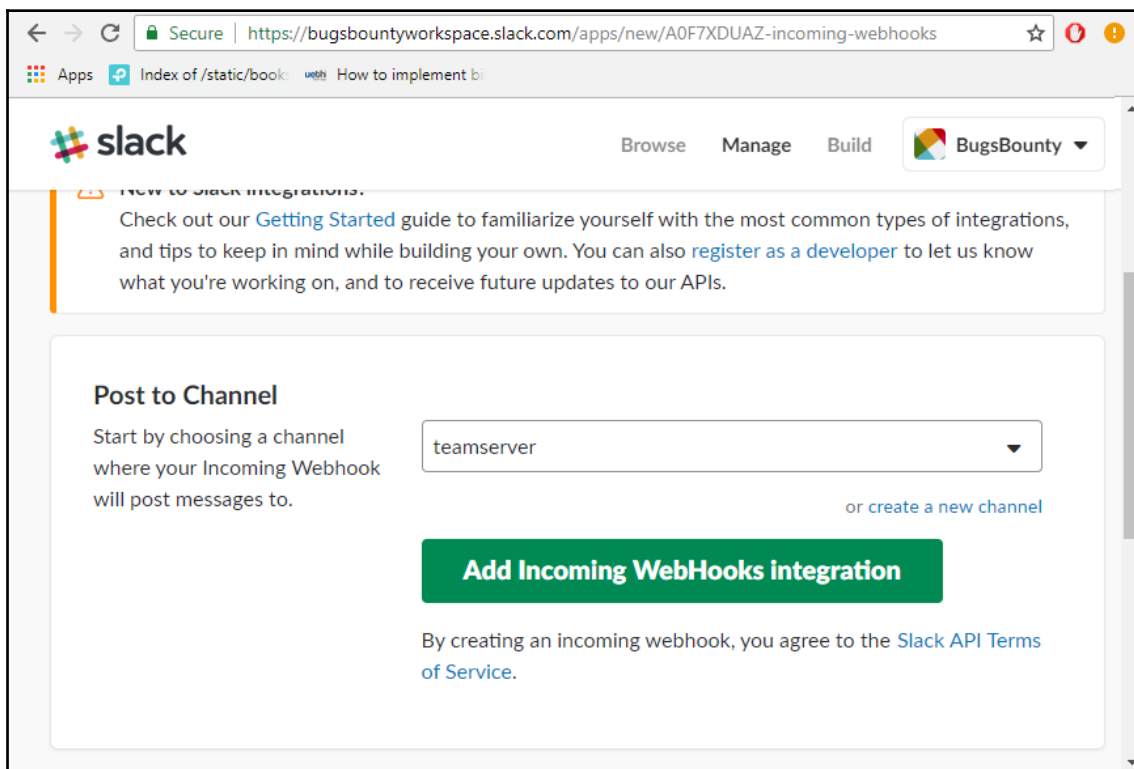 Secure | https://bugsbountyworkspace.slack.com/apps/new/A0F7XDUAZ-incoming-webhooks
Apps Index of /static/book How to implement bi
slack Browse Manage Build BugsBounty
New to Slack integrations?
Check out our Getting Started guide to familiarize yourself with the most common types of integrations,
and tips to keep in mind while building your own. You can also register as a developer to let us know
what you're working on, and to receive future updates to our APIs.
Post to Channel
Start by choosing a channel
where your Incoming Webhook
will post messages to.
teamserver
or create a new channel
Add Incoming WebHooks integration
By creating an incoming webhook, you agree to the Slack API Terms
of Service.